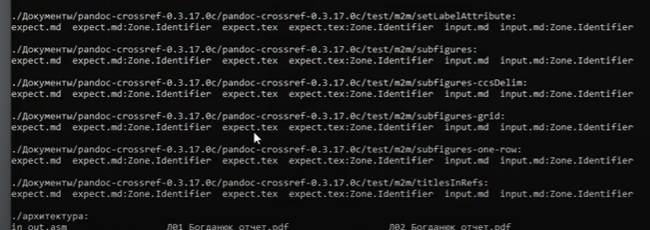 ./Документы/pandoc-crossref-0.3.17.0c/pandoc-crossref-0.3.17.0c/test/m2m/setLabelAttribute:
expect.md expect.md:Zone.Identifier expect.tex expect.tex:Zone.Identifier input.md input.md:Zone.Identifier
./Документы/pandoc-crossref-0.3.17.0c/pandoc-crossref-0.3.17.0c/test/m2m/subfigures:
expect.md expect.md:Zone.Identifier expect.tex expect.tex:Zone.Identifier input.md input.md:Zone.Identifier
./Документы/pandoc-crossref-0.3.17.0c/pandoc-crossref-0.3.17.0c/test/m2m/subfigures-ccsDelim:
expect.md expect.md:Zone.Identifier expect.tex expect.tex:Zone.Identifier input.md input.md:Zone.Identifier
./Документы/pandoc-crossref-0.3.17.0c/pandoc-crossref-0.3.17.0c/test/m2m/subfigures-grid:
expect.md expect.md:Zone.Identifier expect.tex expect.tex:Zone.Identifier input.md input.md:Zone.Identifier
./Документы/pandoc-crossref-0.3.17.0c/pandoc-crossref-0.3.17.0c/test/m2m/subfigures-one-row:
expect.md expect.md:Zone.Identifier expect.tex expect.tex:Zone.Identifier input.md input.md:Zone.Identifier
./Документы/pandoc-crossref-0.3.17.0c/pandoc-crossref-0.3.17.0c/test/m2m/titlesInRefs:
expect.md expect.md:Zone.Identifier expect.tex expect.tex:Zone.Identifier input.md input.md:Zone.Identifier
./архитектура:
in_out.asm Л01_Богданюк_отчет.pdf Л02_Богданюк_отчет.pdf